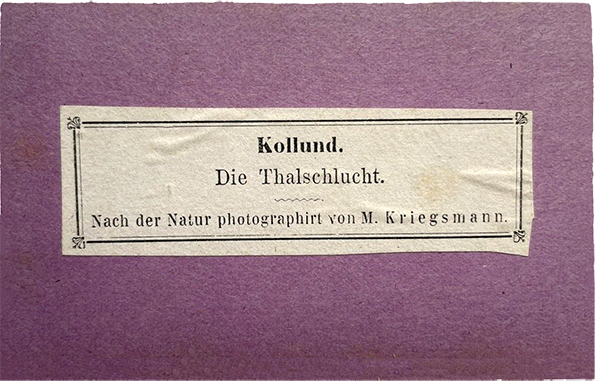 Kollund.
Die Thalschlucht.
Nach der Natur photographirt von M. Kriegsmann.